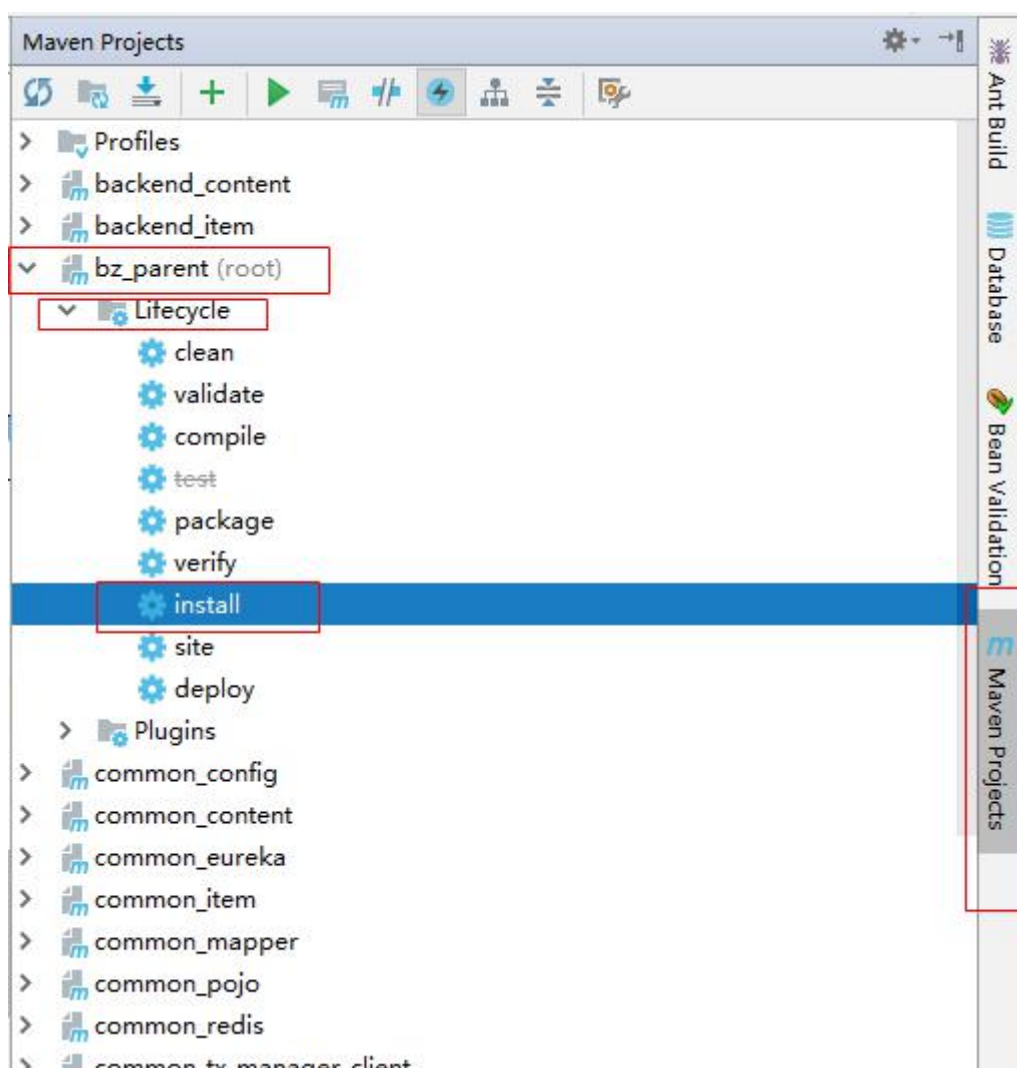 Maven Projects
Profiles
backend_content
backend_item
bz_parent (root)
Lifecycle
clean
validate
compile
test
package
verify
install
site
deploy
Plugins
common_config
common_content
common_eureka
common_item
common_mapper
common_pojo
common_redis
common_tx_manager_client
Ant Build
Database
Bean Validation
Maven Projects